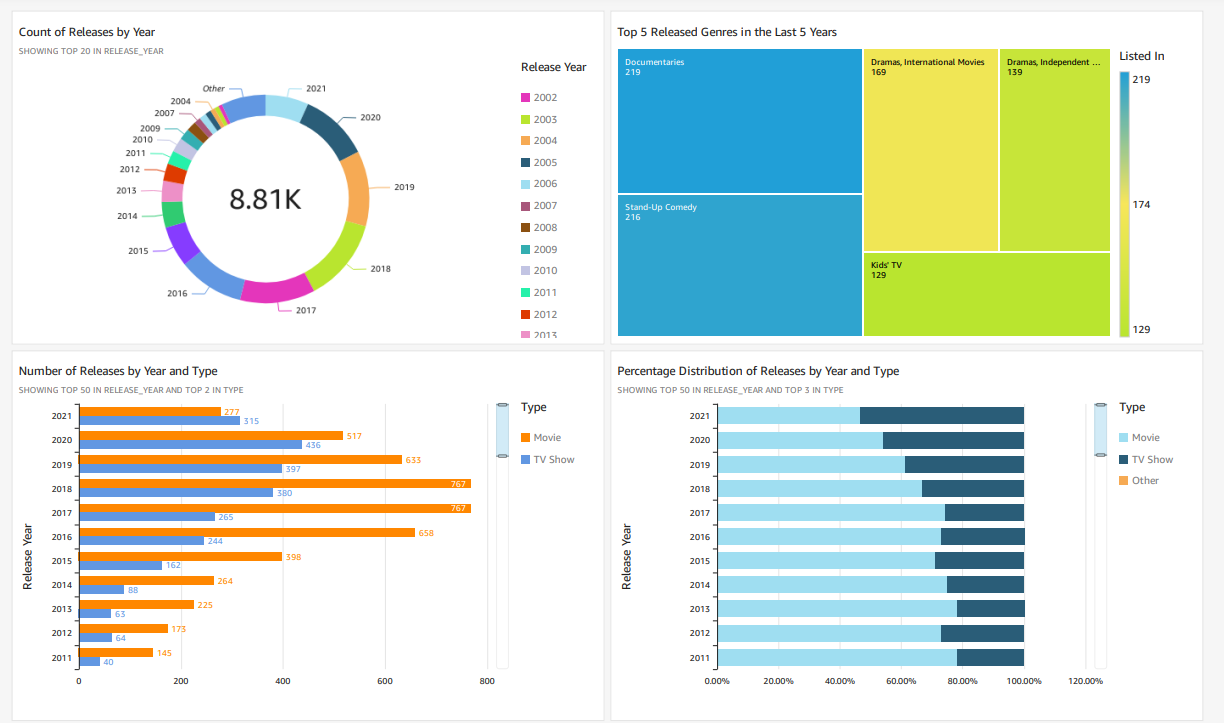 Count of Releases by Year
SHOWING TOP 20 IN RELEASE_YEAR
Other
2021
2004
2020
2007
2009
2010
2011
2012
2019
2013
2014
2015
2018
2016
2017
8.81K
Release Year
2002
2003
2004
2005
2006
2007
2008
2009
2010
2011
2012
2013
Top 5 Released Genres in the Last 5 Years
Documentaries
219
Stand-Up Comedy
216
Dramas, International Movies
169
Dramas, Independent ...
139
Kids' TV
129
Listed In
219
174
129
Number of Releases by Year and Type
SHOWING TOP 50 IN RELEASE_YEAR AND TOP 2 IN TYPE
Release Year
2021 277
315
2020 517
436
2019 633
397
2018 767
380
2017 767
265
2016 658
244
2015 398
162
2014 264
88
2013 225
63
2012 173
64
2011 145
40
0 200 400 600 800
Type
Movie
TV Show
Percentage Distribution of Releases by Year and Type
SHOWING TOP 50 IN RELEASE_YEAR AND TOP 3 IN TYPE
Release Year
2021
2020
2019
2018
2017
2016
2015
2014
2013
2012
2011
0.00% 20.00% 40.00% 60.00% 80.00% 100.00% 120.00%
Type
Movie
TV Show
Other